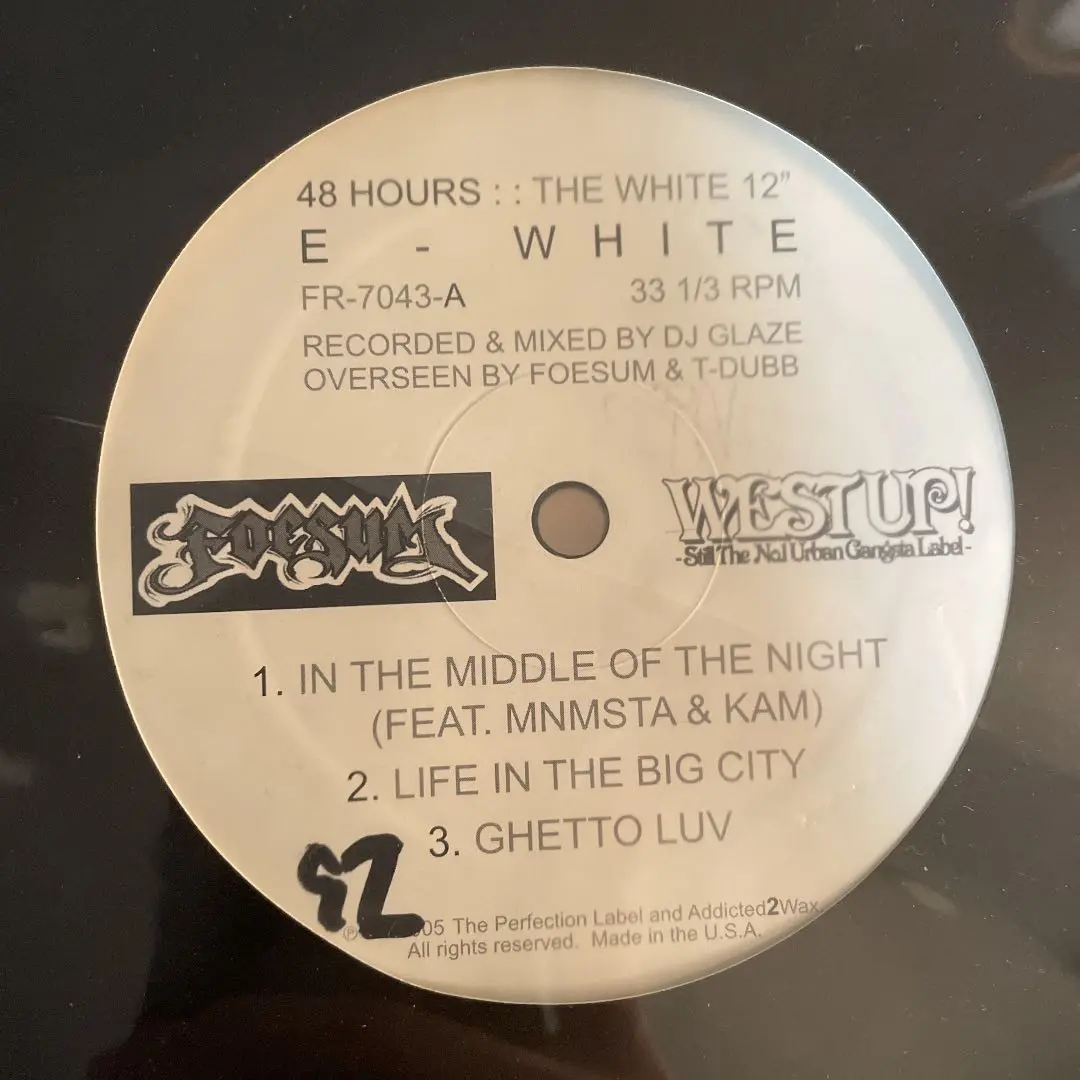 48 HOURS : : THE WHITE 12"
E - WHITE
FR-7043-A 33 1/3 RPM
RECORDED & MIXED BY DJ GLAZE
OVERSEEN BY FOESUM & T-DUBB
FOESUM
WESTUP!
-Still The No.1 Urban Gangsta Label-
1. IN THE MIDDLE OF THE NIGHT
(FEAT. MNMSTA & KAM)
2. LIFE IN THE BIG CITY
3. GHETTO LUV
℗ 05 The Perfection Label and Addicted2Wax.
All rights reserved. Made in the U.S.A.